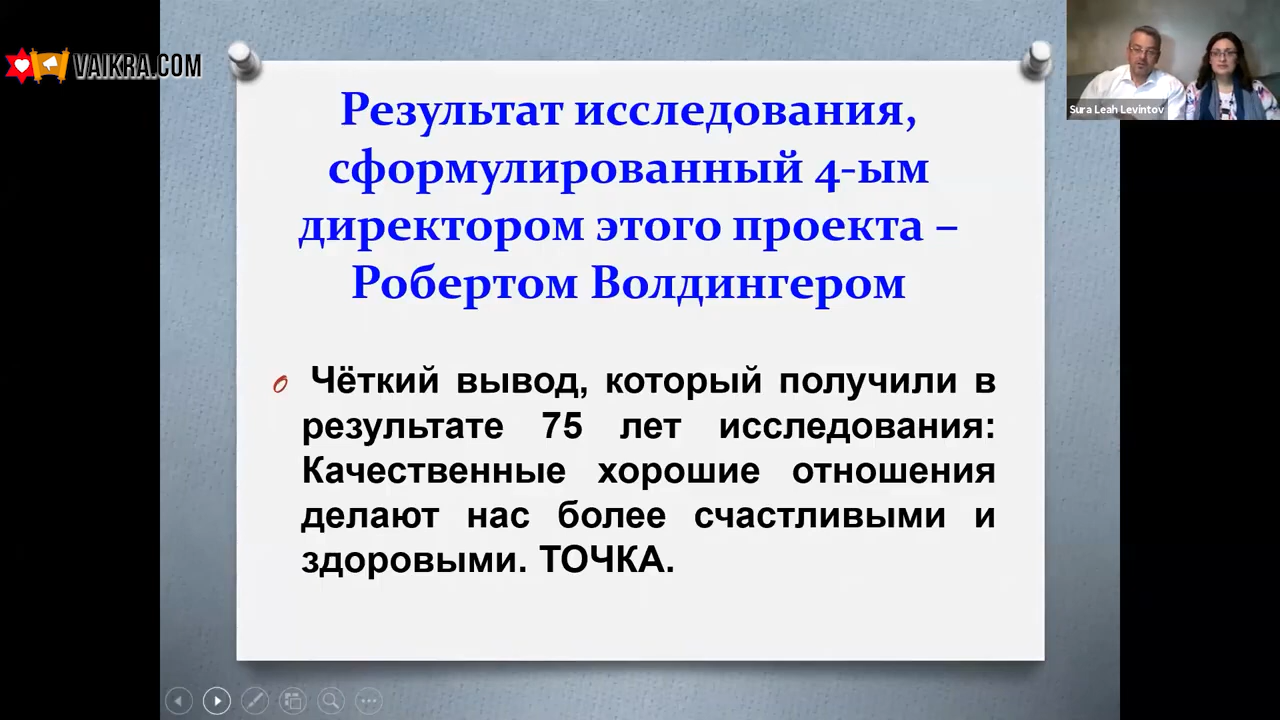 VAIKRA.COM
Sura Leah Levintov
Результат исследования,
сформулированный 4-ым
директором этого проекта –
Робертом Волдингером
Чёткий вывод, который получили в
результате 75 лет исследования:
Качественные хорошие отношения
делают нас более счастливыми и
здоровыми. ТОЧКА.